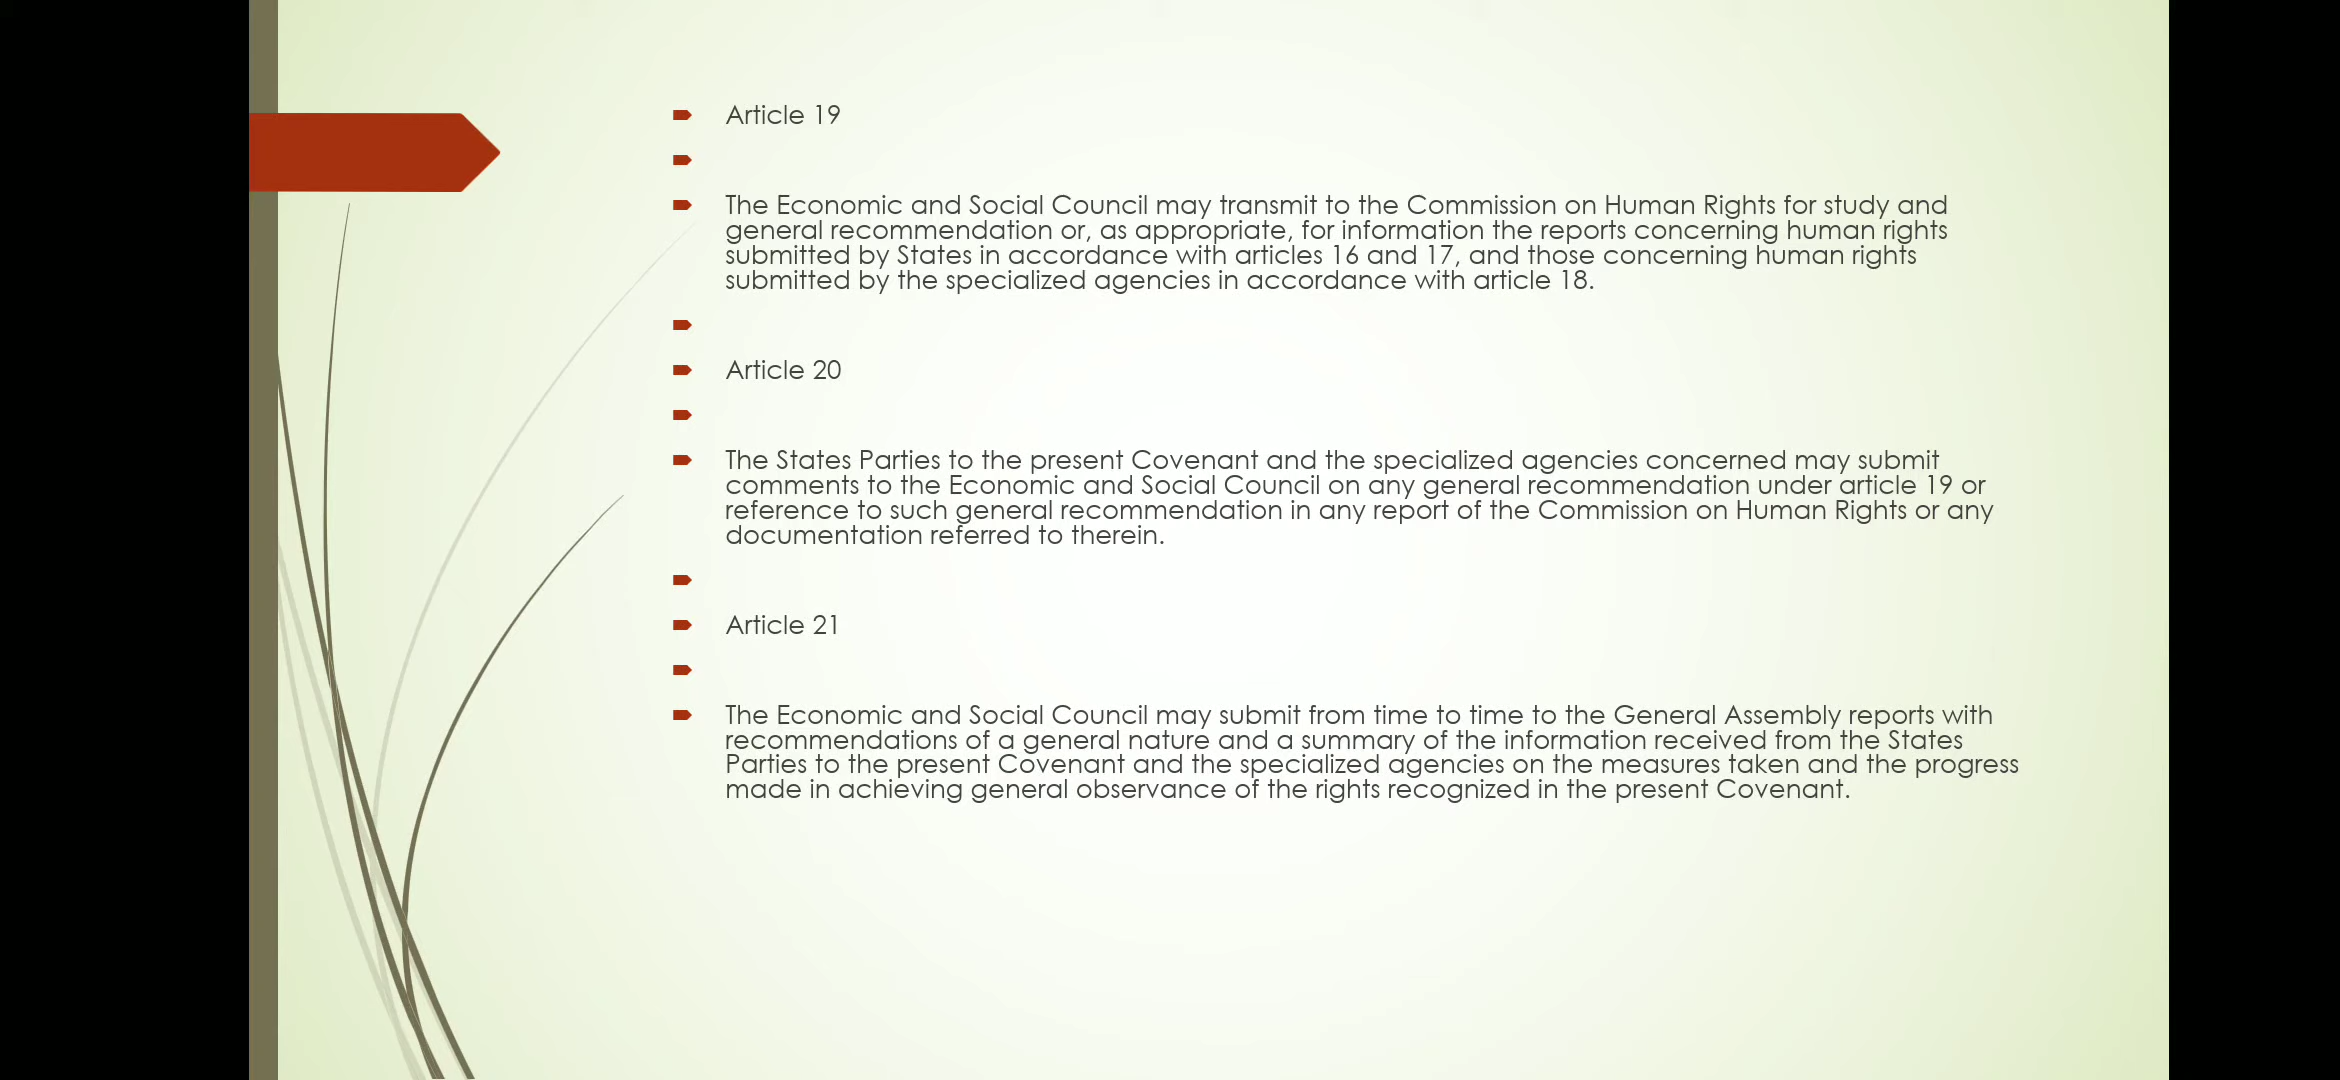 Article 19
The Economic and Social Council may transmit to the Commission on Human Rights for study and
general recommendation or, as appropriate, for information the reports concerning human rights
submitted by States in accordance with articles 16 and 17, and those concerning human rights
submitted by the specialized agencies in accordance with article 18.
Article 20
The States Parties to the present Covenant and the specialized agencies concerned may submit
comments to the Economic and Social Council on any general recommendation under article 19 or
reference to such general recommendation in any report of the Commission on Human Rights or any
documentation referred to therein.
Article 21
The Economic and Social Council may submit from time to time to the General Assembly reports with
recommendations of a general nature and a summary of the information received from the States
Parties to the present Covenant and the specialized agencies on the measures taken and the progress
made in achieving general observance of the rights recognized in the present Covenant.